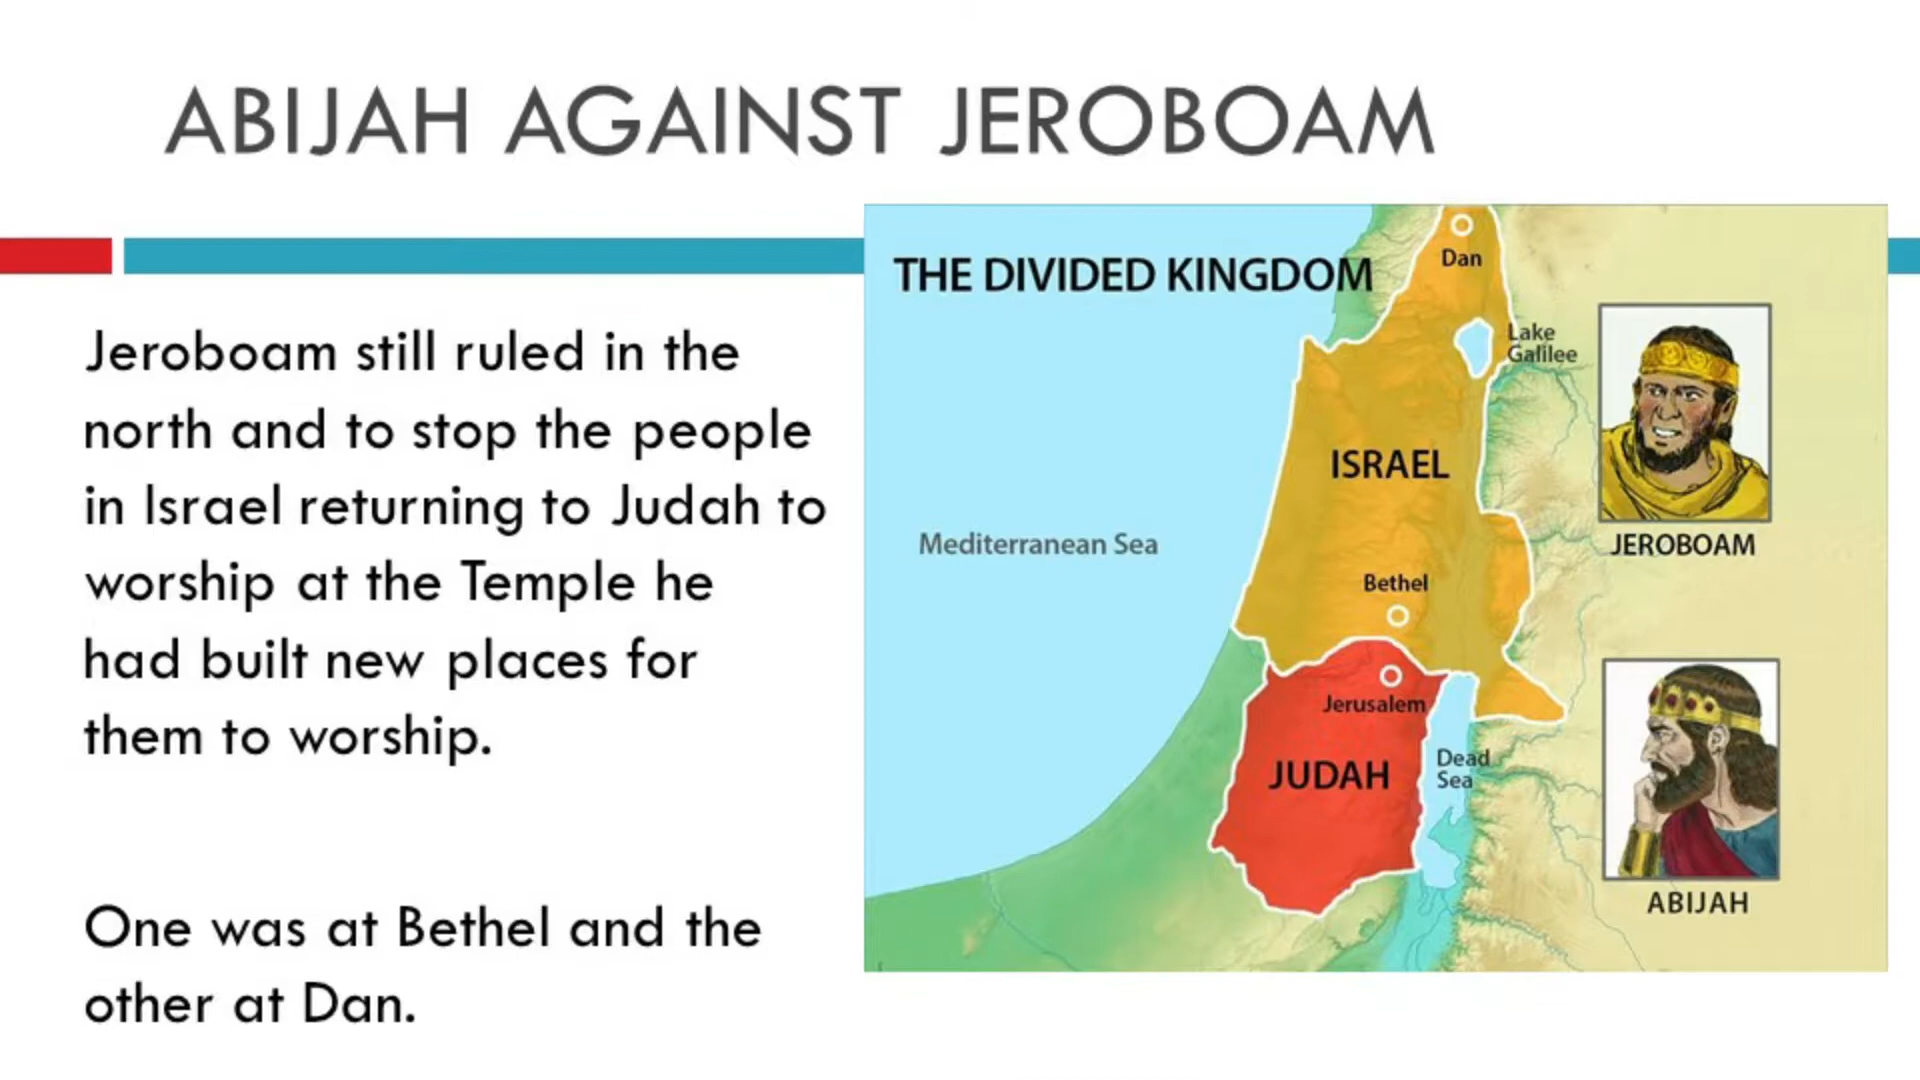 ABIJAH AGAINST JEROBOAM
Jeroboam still ruled in the
north and to stop the people
in Israel returning to Judah to
worship at the Temple he
had built new places for
them to worship.
One was at Bethel and the
other at Dan.
THE DIVIDED KINGDOM
Dan
Lake
Galilee
ISRAEL
JEROBOAM
Mediterranean Sea
Bethel
Jerusalem
JUDAH
Dead
Sea
ABIJAH